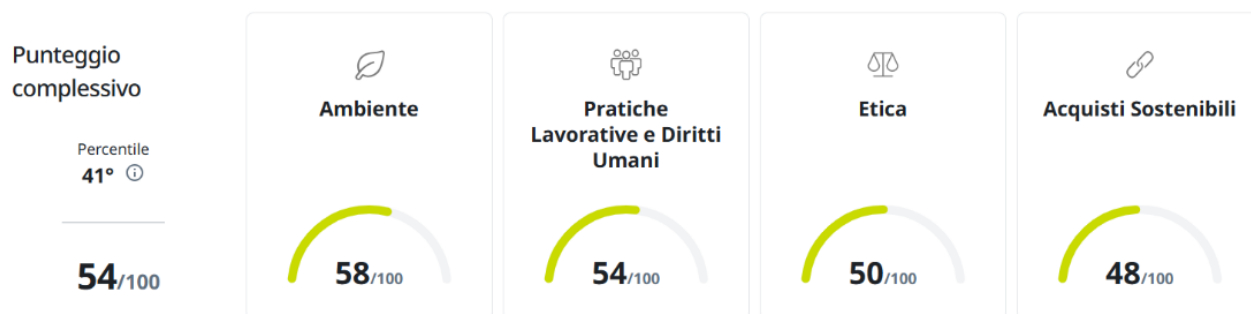 Punteggio
complessivo
Percentile
41°
54/100
Ambiente
58/100
Pratiche
Lavorative e Diritti
Umani
54/100
Etica
50/100
Acquisti Sostenibili
48/100